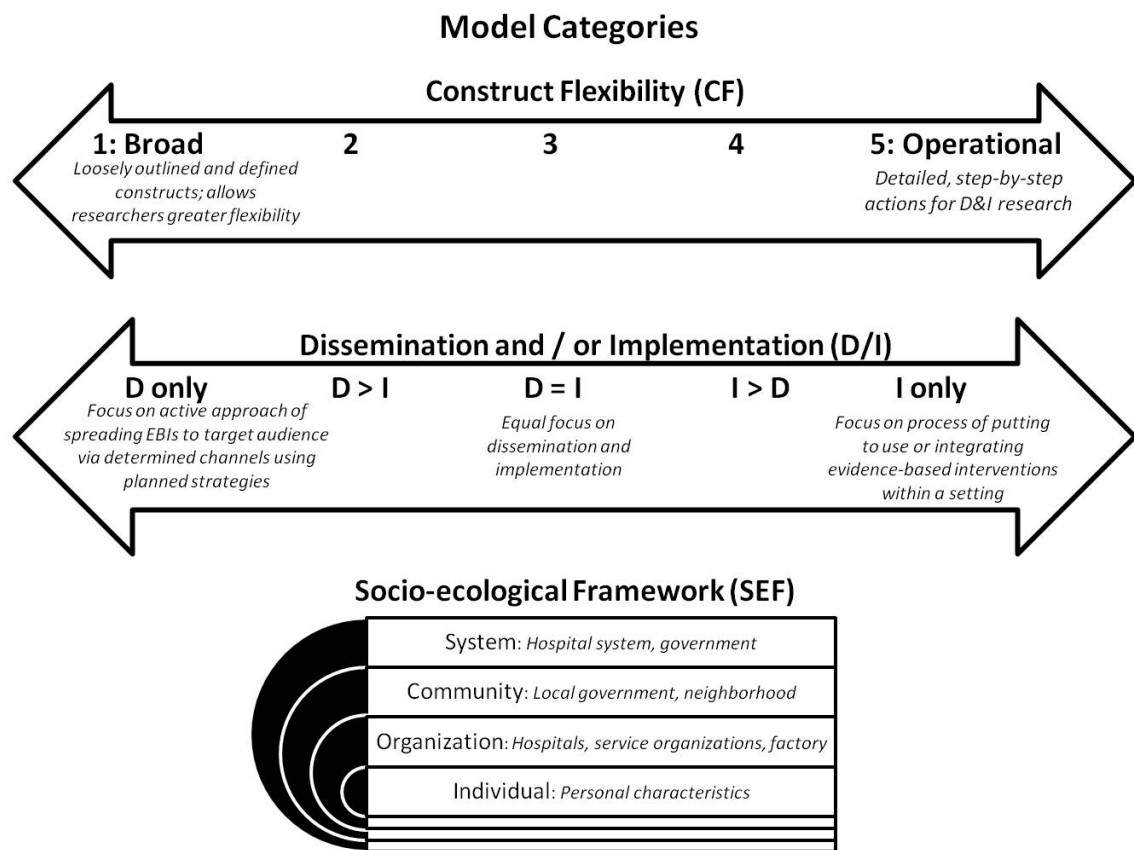 Model Categories
Construct Flexibility (CF)
1: Broad 2 3 4 5: Operational
Loosely outlined and defined
constructs; allows
researchers greater flexibility
Detailed, step-by-step
actions for D&I research
Dissemination and / or Implementation (D/I)
D only D > I D = I I > D I only
Focus on active approach of
spreading EBIs to target audience
via determined channels using
planned strategies
Equal focus on
dissemination and
implementation
Focus on process of putting
to use or integrating
evidence-based interventions
within a setting
Socio-ecological Framework (SEF)
System: Hospital system, government
Community: Local government, neighborhood
Organization: Hospitals, service organizations, factory
Individual: Personal characteristics